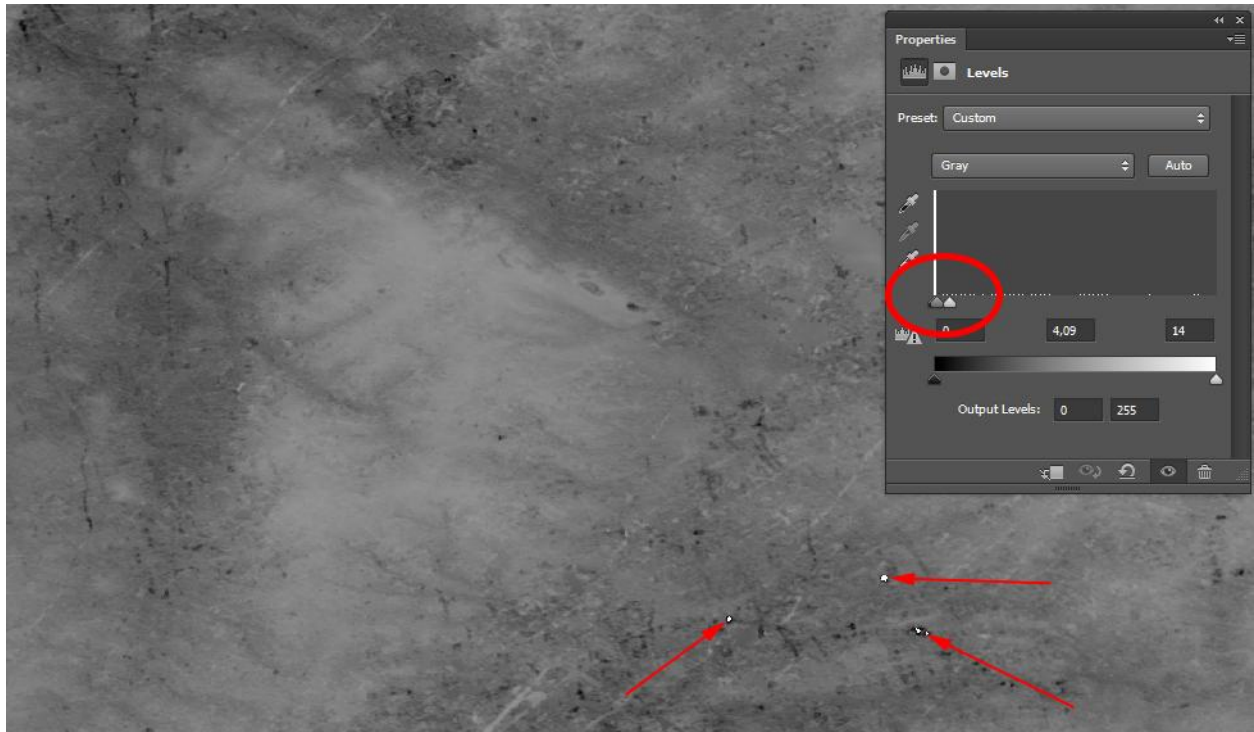 Properties
Levels
Preset: Custom
Gray Auto
0 4,09 14
Output Levels: 0 255